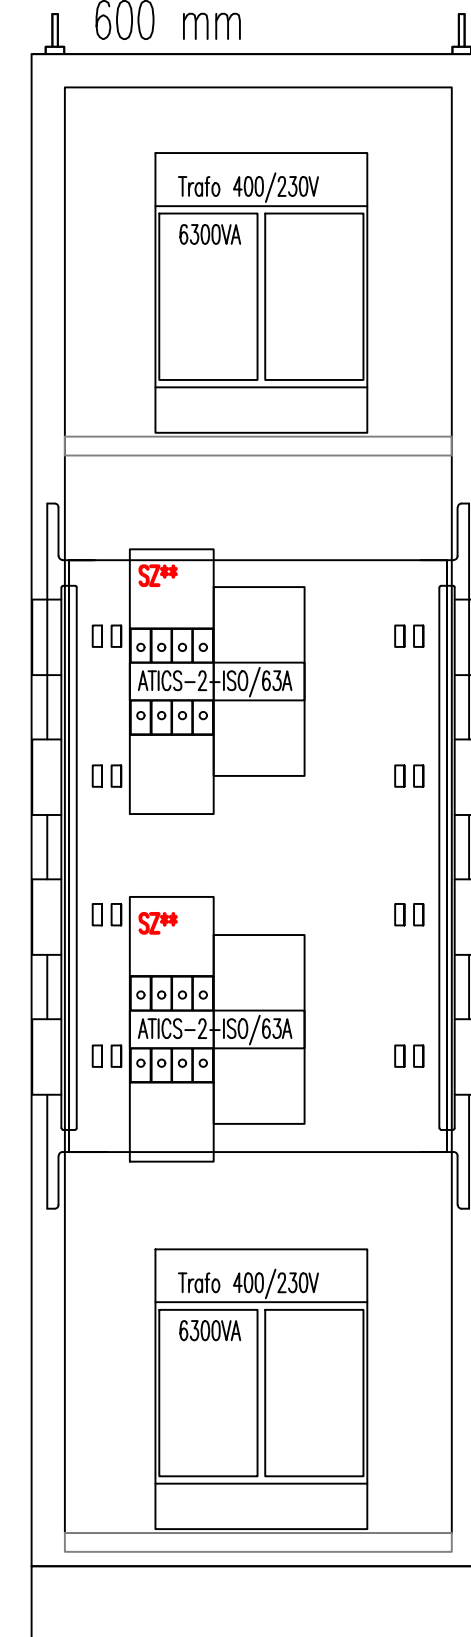 600 mm
Trafo 400/230V
6300VA
SZ**
ATICS-2-ISO/63A
SZ**
ATICS-2-ISO/63A
Trafo 400/230V
6300VA